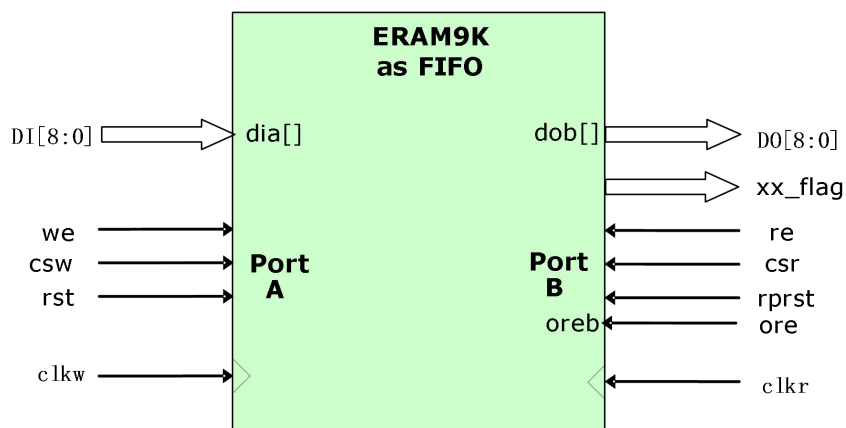 ERAM9K
as FIFO
DI[8:0]
dia[]
dob[]
DO[8:0]
xx_flag
we
re
csw
Port
A
Port
B
csr
rst
rprst
oreb
ore
clkw
clkr